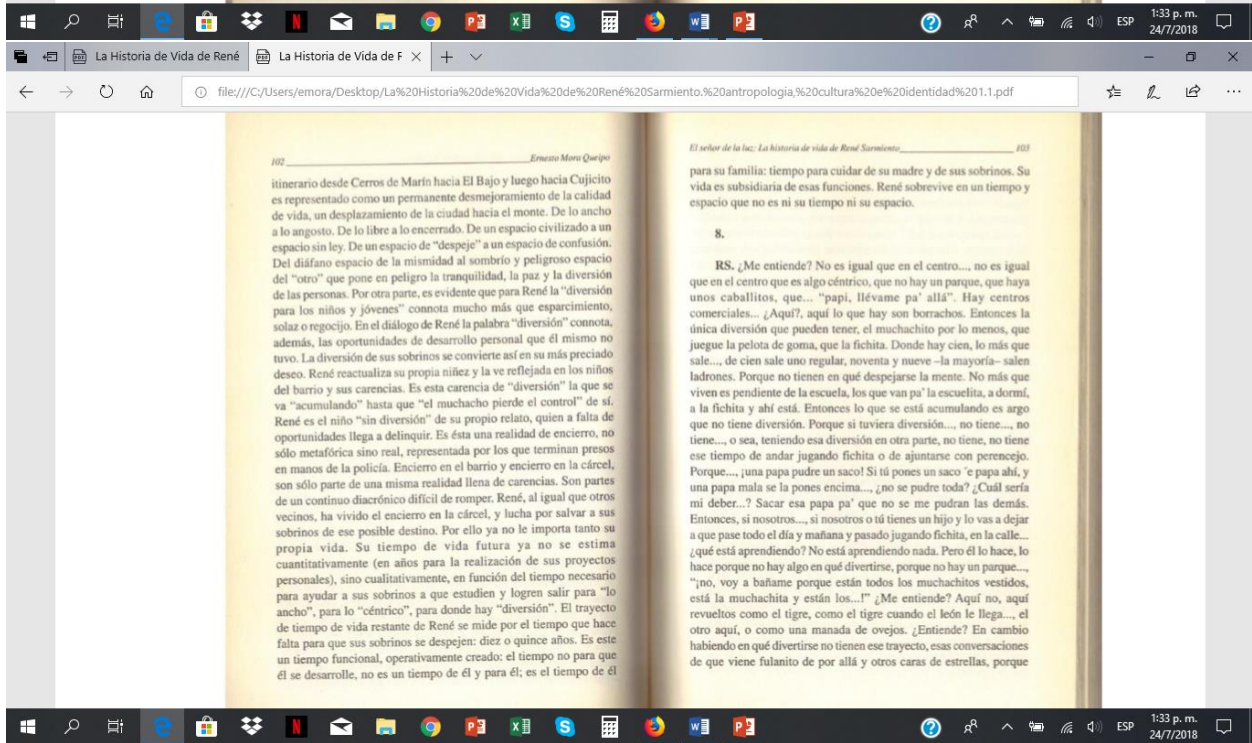 ESP
1:33 p. m.
24/7/2018
La Historia de Vida de René
La Historia de Vida de F
file:///C:/Users/emora/Desktop/La%20Historia%20de%20Vida%20de%20René%20Sarmiento.%20antropologia,%20cultura%20e%20identidad%201.1.pdf
102 Ernesto Mora Queipo
itinerario desde Cerros de Marín hacia El Bajo y luego hacia Cujicito
es representado como un permanente desmejoramiento de la calidad
de vida, un desplazamiento de la ciudad hacia el monte. De lo ancho
a lo angosto. De lo libre a lo encerrado. De un espacio civilizado a un
espacio sin ley. De un espacio de “despeje” a un espacio de confusión.
Del diáfano espacio de la mismidad al sombrío y peligroso espacio
del “otro” que pone en peligro la tranquilidad, la paz y la diversión
de las personas. Por otra parte, es evidente que para René la “diversión
para los niños y jóvenes” connota mucho más que esparcimiento,
solaz o regocijo. En el diálogo de René la palabra “diversión” connota,
además, las oportunidades de desarrollo personal que él mismo no
tuvo. La diversión de sus sobrinos se convierte así en su más preciado
deseo. René reactualiza su propia niñez y la ve reflejada en los niños
del barrio y sus carencias. Es esta carencia de “diversión” la que se
va “acumulando” hasta que “el muchacho pierde el control” de sí.
René es el niño “sin diversión” de su propio relato, quien a falta de
oportunidades llega a delinquir. Es ésta una realidad de encierro, no
sólo metafórica sino real, representada por los que terminan presos
en manos de la policía. Encierro en el barrio y encierro en la cárcel,
son sólo parte de una misma realidad llena de carencias. Son partes
de un continuo diacrónico difícil de romper. René, al igual que otros
vecinos, ha vivido el encierro en la cárcel, y lucha por salvar a sus
sobrinos de ese posible destino. Por ello ya no le importa tanto su
propia vida. Su tiempo de vida futura ya no se estima
cuantitativamente (en años para la realización de sus proyectos
personales), sino cualitativamente, en función del tiempo necesario
para ayudar a sus sobrinos a que estudien y logren salir para “lo
ancho”, para lo “céntrico”, para donde hay “diversión”. El trayecto
de tiempo de vida restante de René se mide por el tiempo que hace
falta para que sus sobrinos se despejen: diez o quince años. Es este
un tiempo funcional, operativamente creado: el tiempo no para que
él se desarrolle, no es un tiempo de él y para él; es el tiempo de él
El señor de la luz: La historia de vida de René Sarmiento 103
para su familia: tiempo para cuidar de su madre y de sus sobrinos. Su
vida es subsidiaria de esas funciones. René sobrevive en un tiempo y
espacio que no es ni su tiempo ni su espacio.
8.
RS. ¿Me entiende? No es igual que en el centro..., no es igual
que en el centro que es algo céntrico, que no hay un parque, que haya
unos caballitos, que... “papi, llévame pa’ allá”. Hay centros
comerciales... ¿Aquí?, aquí lo que hay son borrachos. Entonces la
única diversión que pueden tener, el muchachito por lo menos, que
juegue la pelota de goma, que la fichita. Donde hay cien, lo más que
sale..., de cien sale uno regular, noventa y nueve –la mayoría– salen
ladrones. Porque no tienen en qué despejarse la mente. No más que
viven es pendiente de la escuela, los que van pa’ la escuelita, a dormí,
a la fichita y ahí está. Entonces lo que se está acumulando es argo
que no tiene diversión. Porque si tuviera diversión..., no tiene..., no
tiene..., o sea, teniendo esa diversión en otra parte, no tiene, no tiene
ese tiempo de andar jugando fichita o de ajuntarse con perencejo.
Porque..., ¡una papa pudre un saco! Si tú pones un saco ´e papa ahí, y
una papa mala se la pones encima..., ¿no se pudre toda? ¿Cuál sería
mi deber...? Sacar esa papa pa’ que no se me pudran las demás.
Entonces, si nosotros..., si nosotros o tú tienes un hijo y lo vas a dejar
a que pase todo el día y mañana y pasado jugando fichita, en la calle...
¿qué está aprendiendo? No está aprendiendo nada. Pero él lo hace, lo
hace porque no hay algo en qué divertirse, porque no hay un parque...,
“¡no, voy a bañame porque están todos los muchachitos vestidos,
está la muchachita y están los...!” ¿Me entiende? Aquí no, aquí
revueltos como el tigre, como el tigre cuando el león le llega..., el
otro aquí, o como una manada de ovejos. ¿Entiende? En cambio
habiendo en qué divertirse no tienen ese trayecto, esas conversaciones
de que viene fulanito de por allá y otros caras de estrellas, porque
ESP
1:33 p. m.
24/7/2018